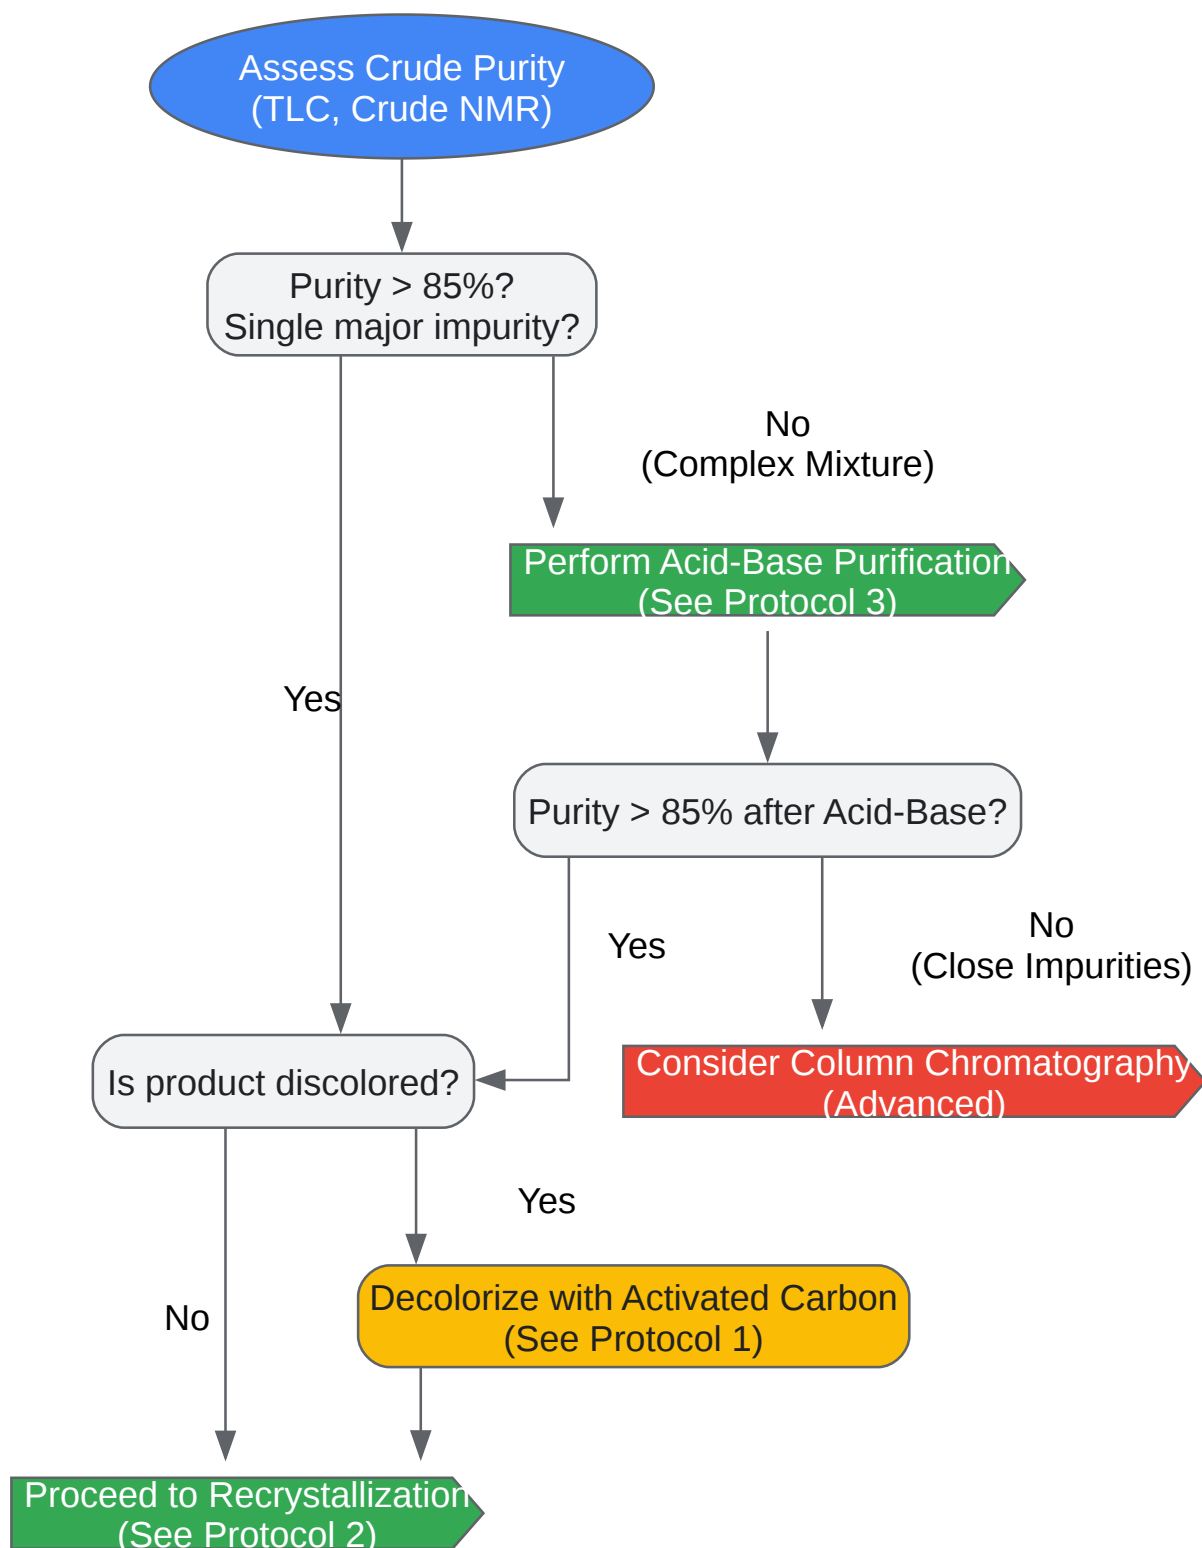 Assess Crude Purity
(TLC, Crude NMR)
Purity > 85%?
Single major impurity?
No
(Complex Mixture)
Perform Acid-Base Purification
(See Protocol 3)
Yes
Purity > 85% after Acid-Base?
Yes
No
(Close Impurities)
Is product discolored?
Consider Column Chromatography
(Advanced)
Yes
Decolorize with Activated Carbon
(See Protocol 1)
No
Proceed to Recrystallization
(See Protocol 2)